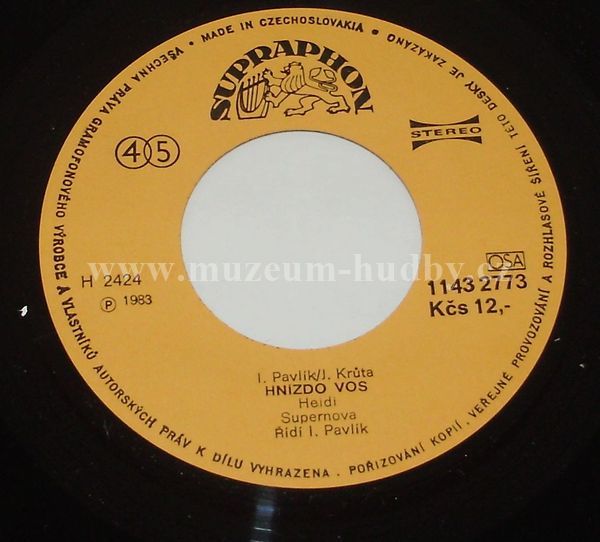 VŠECHNA PRÁVA GRAMOFONOVÉHO VÝROBCE A VLASTNÍKŮ AUTORSKÝCH PRÁV K DÍLU VYHRAZENA. POŘIZOVÁNÍ KOPIÍ, VEŘEJNÉ PROVOZOVÁNÍ A ROZHLASOVÉ ŠÍŘENÍ TÉTO DESKY JE ZAKÁZÁNO • MADE IN CZECHOSLOVAKIA •
SUPRAPHON
45
STEREO
www.muzeum-hudby.cz
OSA
H 2424
℗ 1983
1143 2773
Kčs 12,-
I. Pavlík/J. Krůta
HNIZDO VOS
Heidi
Supernova
Řídí I. Pavlík